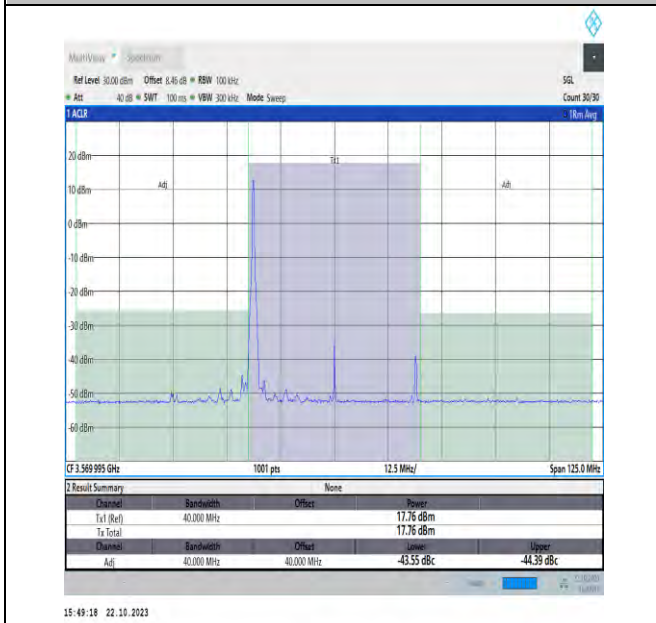 MultiView Spectrum
Ref Level 30.00 dBm Offset 8.45 dB RBW 100 kHz SGL
Att 40 dB SWT 100 ms VBW 300 kHz Mode Sweep Count 30/30
1 ACLR 1Rm Avg
Tx1
20 dBm
Adj Adj
10 dBm
0 dBm
-10 dBm
-20 dBm
-30 dBm
-40 dBm
-50 dBm
-60 dBm
CF 3.569 995 GHz 1001 pts 12.5 MHz/ Span 125.0 MHz
2 Result Summary None
Channel Bandwidth Offset Power
Tx1 (Ref) 40.000 MHz 17.76 dBm
Tx Total 17.76 dBm
Channel Bandwidth Offset Lower Upper
Adj 40.000 MHz 40.000 MHz -43.55 dBc -44.39 dBc
15:49:18 22.10.2023